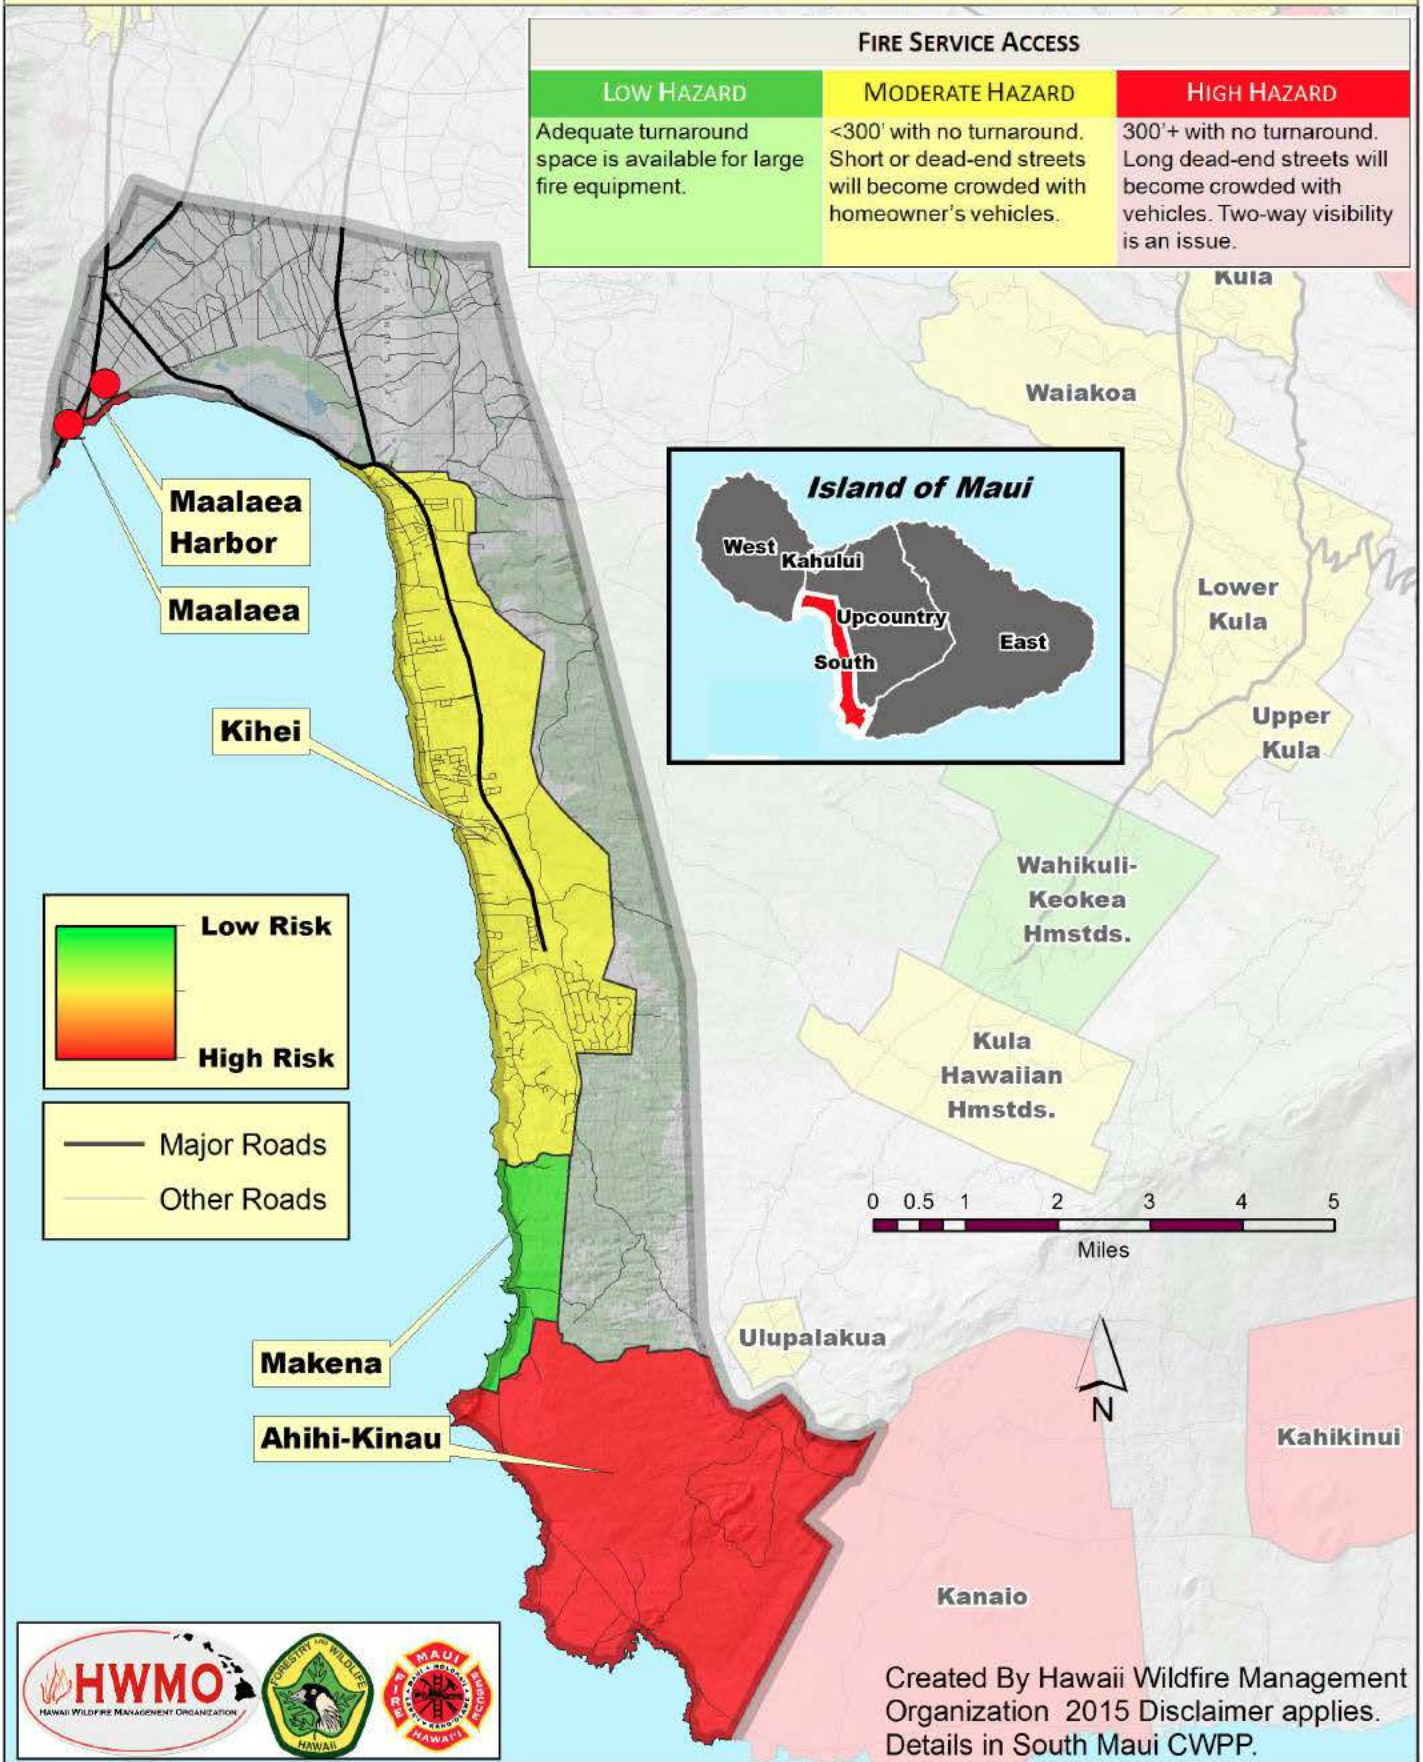 FIRE SERVICE ACCESS
LOW HAZARD
Adequate turnaround
space is available for large
fire equipment.
MODERATE HAZARD
<300' with no turnaround.
Short or dead-end streets
will become crowded with
homeowner's vehicles.
HIGH HAZARD
300'+ with no turnaround.
Long dead-end streets will
become crowded with
vehicles. Two-way visibility
is an issue.
Kula
Waiakoa
Maalaea
Harbor
Maalaea
Island of Maui
West
Kahului
Upcountry
South
East
Lower
Kula
Upper
Kula
Kihei
Wahikuli-
Keokea
Hmstds.
Low Risk
High Risk
Kula
Hawaiian
Hmstds.
Major Roads
Other Roads
0 0.5 1 2 3 4 5
Miles
Makena
Ulupalakua
N
Ahihi-Kinau
Kahikinui
Kanaio
HWMO
HAWAII WILDFIRE MANAGEMENT ORGANIZATION
FORESTRY AND WILDLIFE
HAWAII
MAUI
FIRE
RESCUE
HAWAI'I
Created By Hawaii Wildfire Management
Organization 2015 Disclaimer applies.
Details in South Maui CWPP.